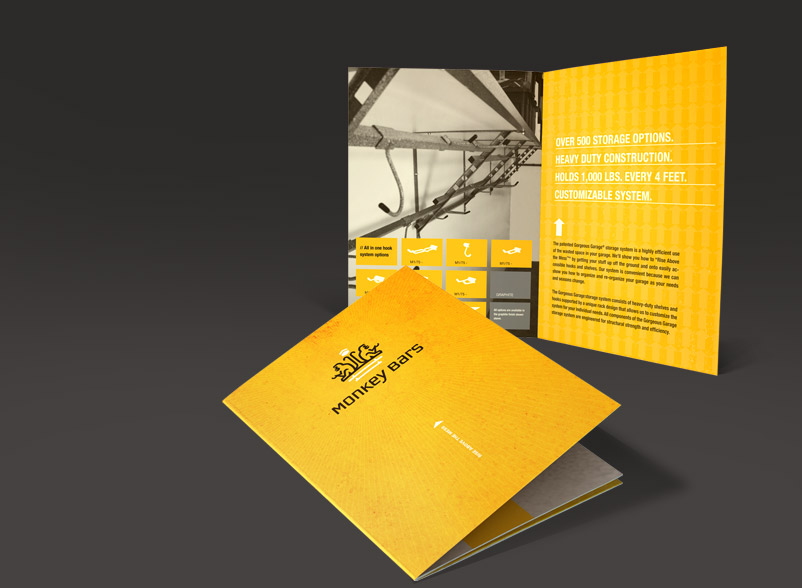 OVER 500 STORAGE OPTIONS.
HEAVY DUTY CONSTRUCTION.
HOLDS 1,000 LBS. EVERY 4 FEET.
CUSTOMIZABLE SYSTEM.
The patented Gorgeous Garage® storage system is a highly efficient use
of the wasted space in your garage. We'll show you how to "Rise Above
the Mess"™ by getting your stuff up off the ground and onto easily ac-
cessible hooks and shelves. Our system is convenient because we can
show you how to organize and re-organize your garage as your needs
and seasons change.
The Gorgeous Garage storage system consists of heavy-duty shelves and
hooks supported by a unique rack design that allows us to customize the
system for your individual needs. All components of the Gorgeous Garage
storage system are engineered for structural strength and efficiency.
// All in one hook
system options
GRAPHITE
MONKEY BARS
RISE ABOVE THE MESS